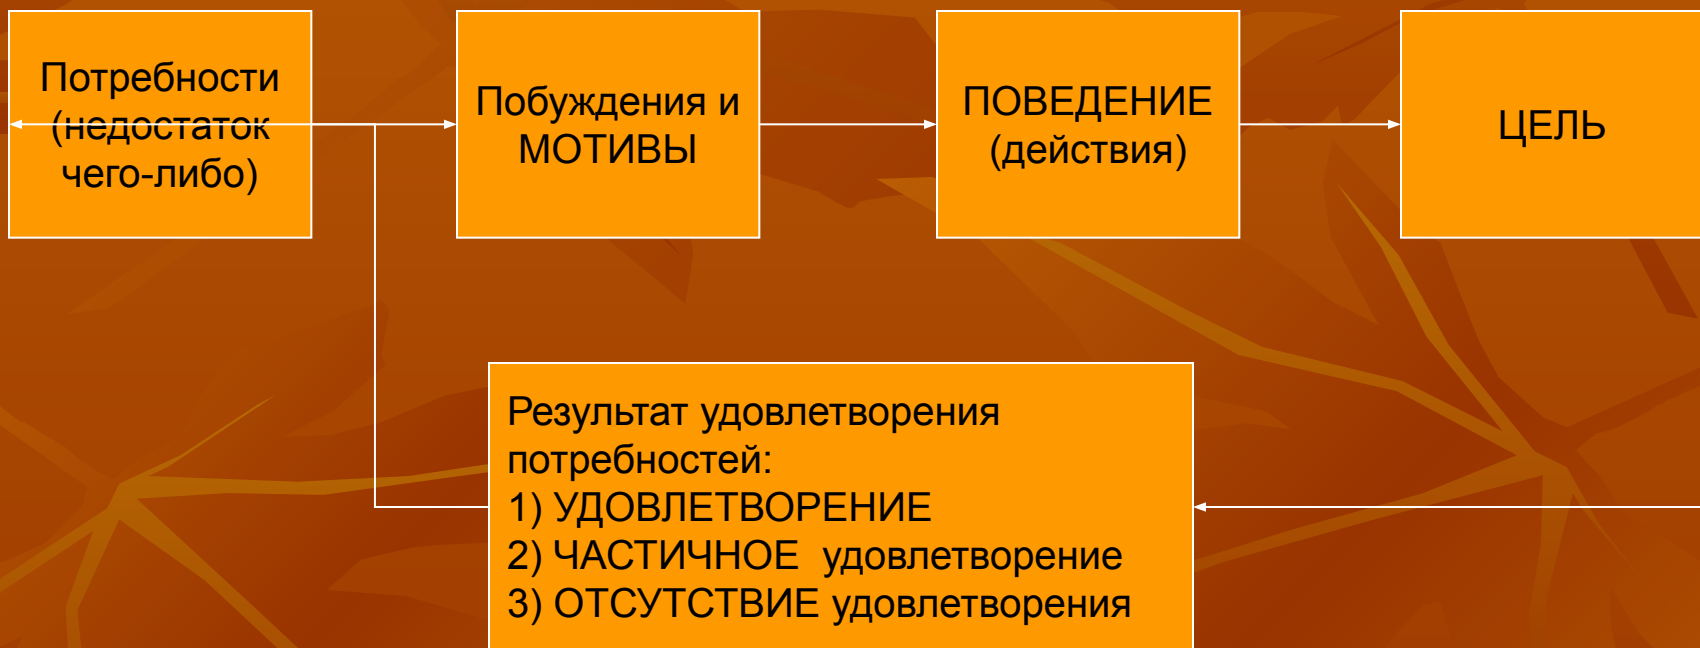 Потребности
(недостаток
чего-либо)
Побуждения и
МОТИВЫ
ПОВЕДЕНИЕ
(действия)
ЦЕЛЬ
Результат удовлетворения
потребностей:
1) УДОВЛЕТВОРЕНИЕ
2) ЧАСТИЧНОЕ удовлетворение
3) ОТСУТСТВИЕ удовлетворения